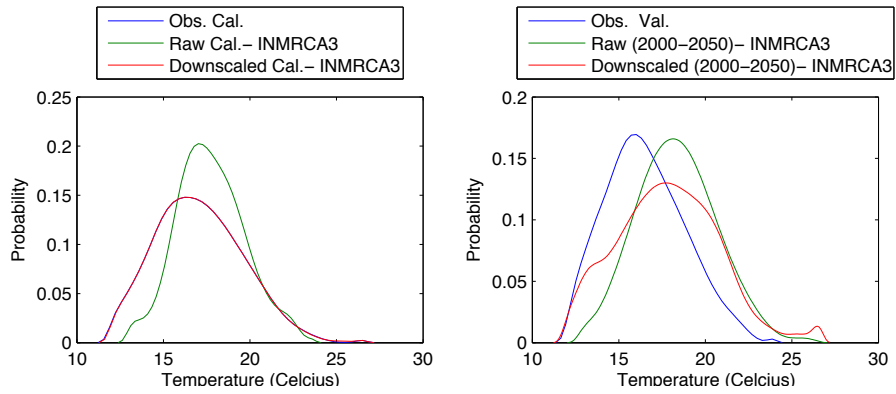 Obs. Cal.
Raw Cal.− INMRCA3
Downscaled Cal.− INMRCA3
0.25
0.2
0.15
0.1
0.05
0
Probability
10
15
20
25
30
Temperature (Celcius)
Obs. Val.
Raw (2000−2050)− INMRCA3
Downscaled (2000−2050)− INMRCA3
0.2
0.15
0.1
0.05
0
Probability
10
15
20
25
30
Temperature (Celcius)